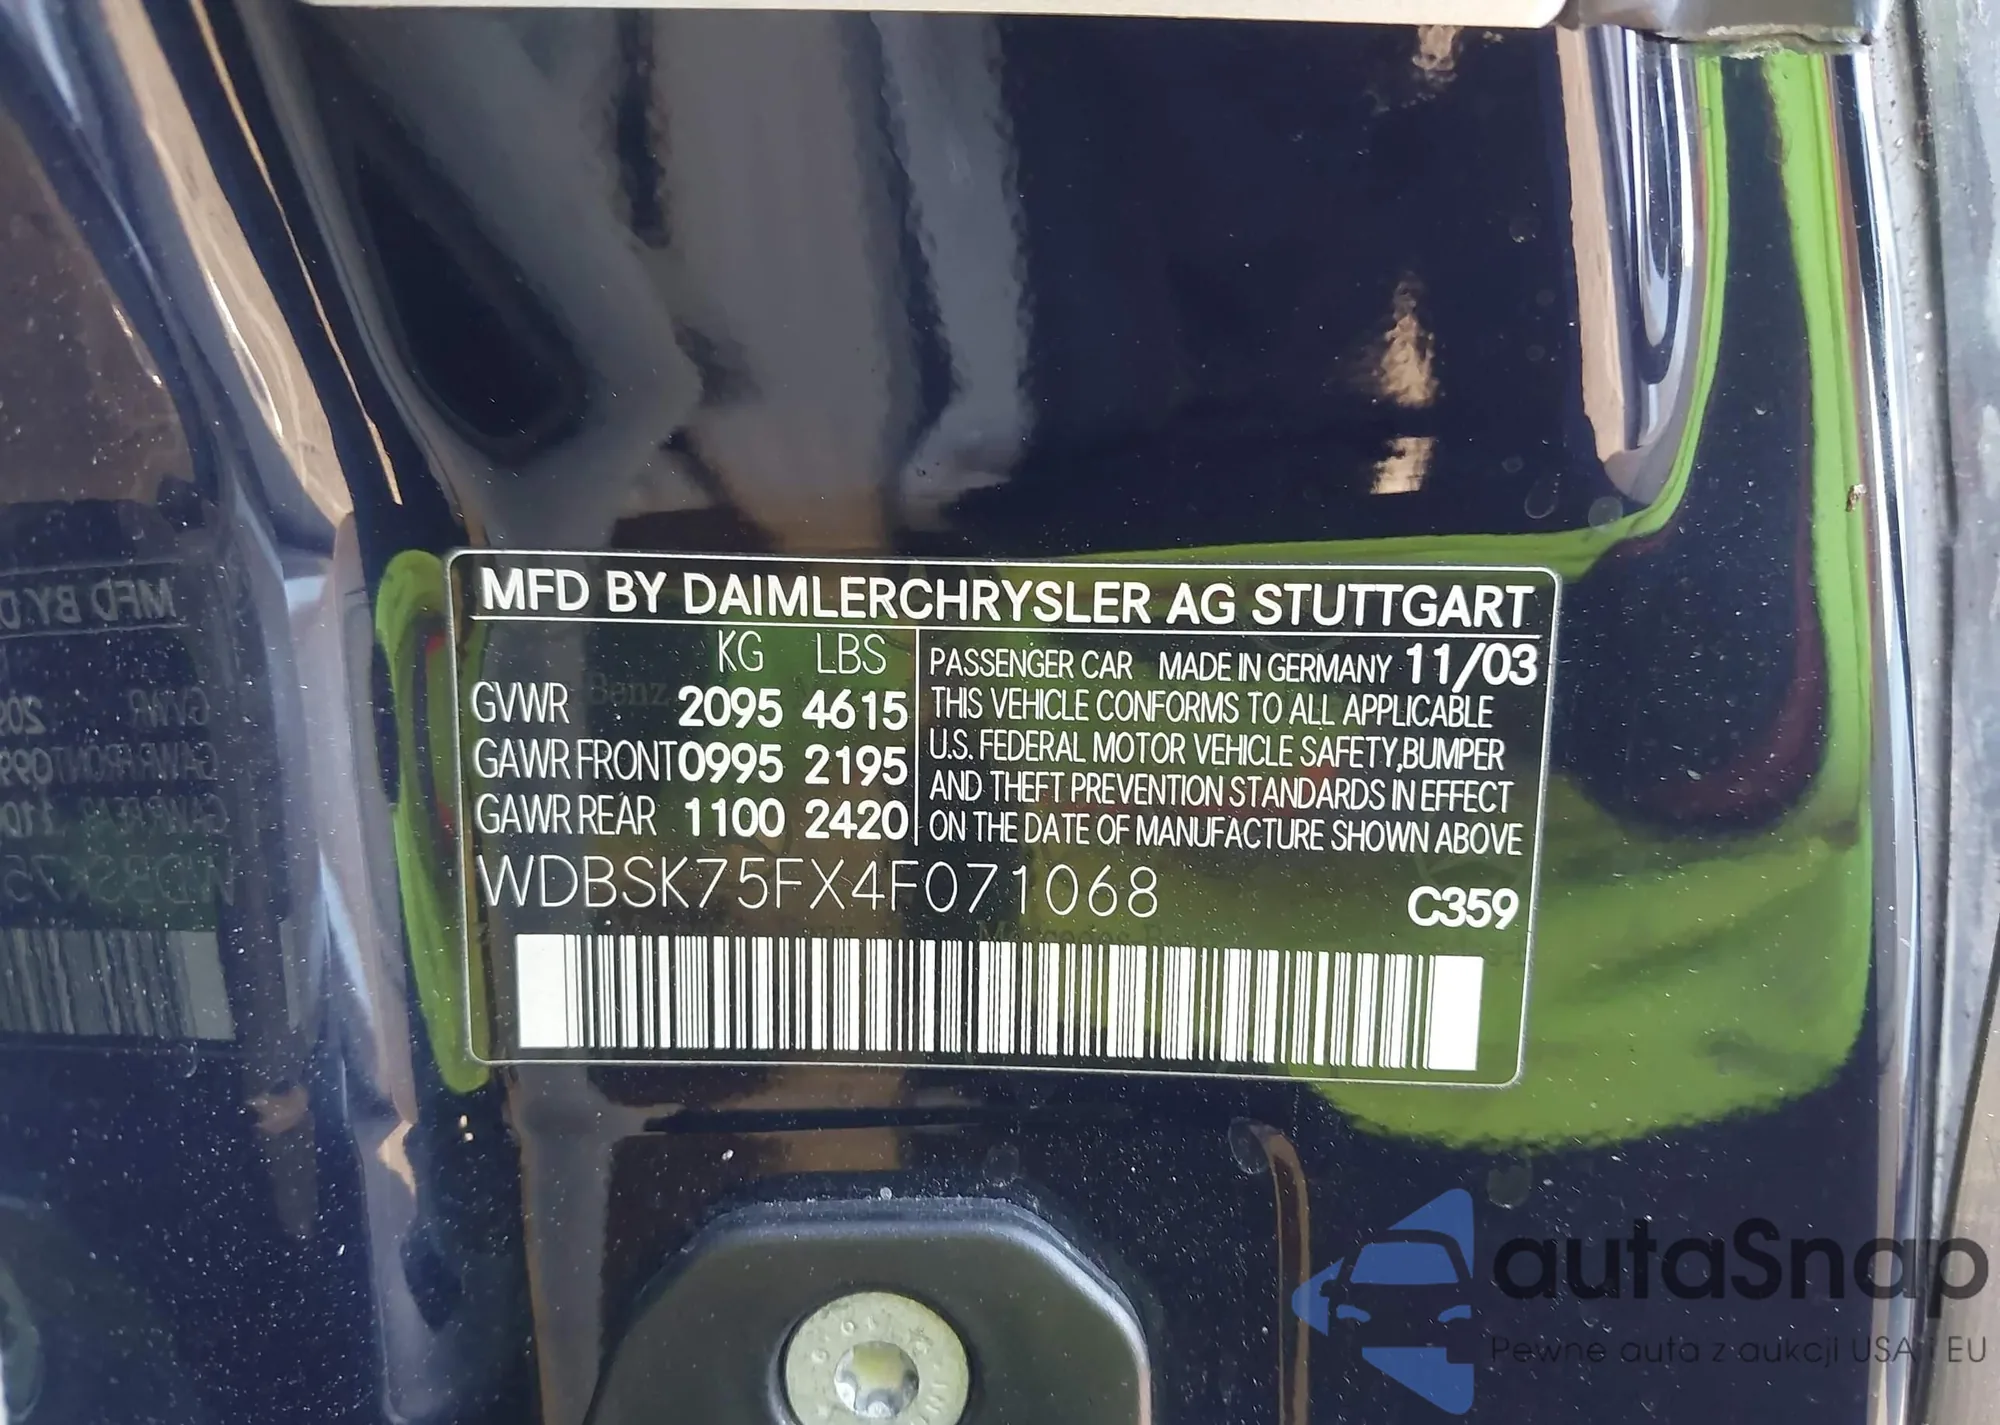 MFD BY DAIMLERCHRYSLER AG STUTTGART
KG LBS
GVWR 2095 4615
GAWR FRONT 0995 2195
GAWR REAR 1100 2420
PASSENGER CAR MADE IN GERMANY 11/03
THIS VEHICLE CONFORMS TO ALL APPLICABLE
U.S. FEDERAL MOTOR VEHICLE SAFETY,BUMPER
AND THEFT PREVENTION STANDARDS IN EFFECT
ON THE DATE OF MANUFACTURE SHOWN ABOVE
WDBSK75FX4F071068
C359
autaSnap
Pewne auta z aukcji USA i EU